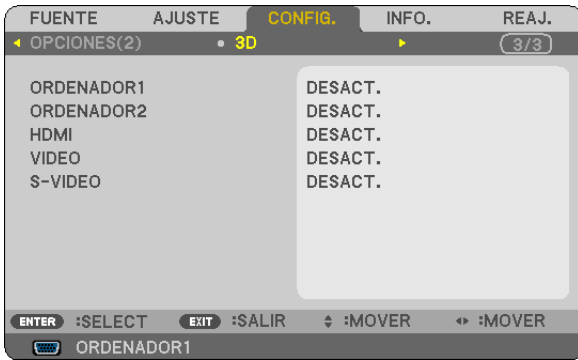 FUENTE AJUSTE CONFIG. INFO. REAJ.
OPCIONES(2) 3D 3/3
ORDENADOR1 DESACT.
ORDENADOR2 DESACT.
HDMI DESACT.
VIDEO DESACT.
S-VIDEO DESACT.
ENTER :SELECT EXIT :SALIR :MOVER :MOVER
ORDENADOR1